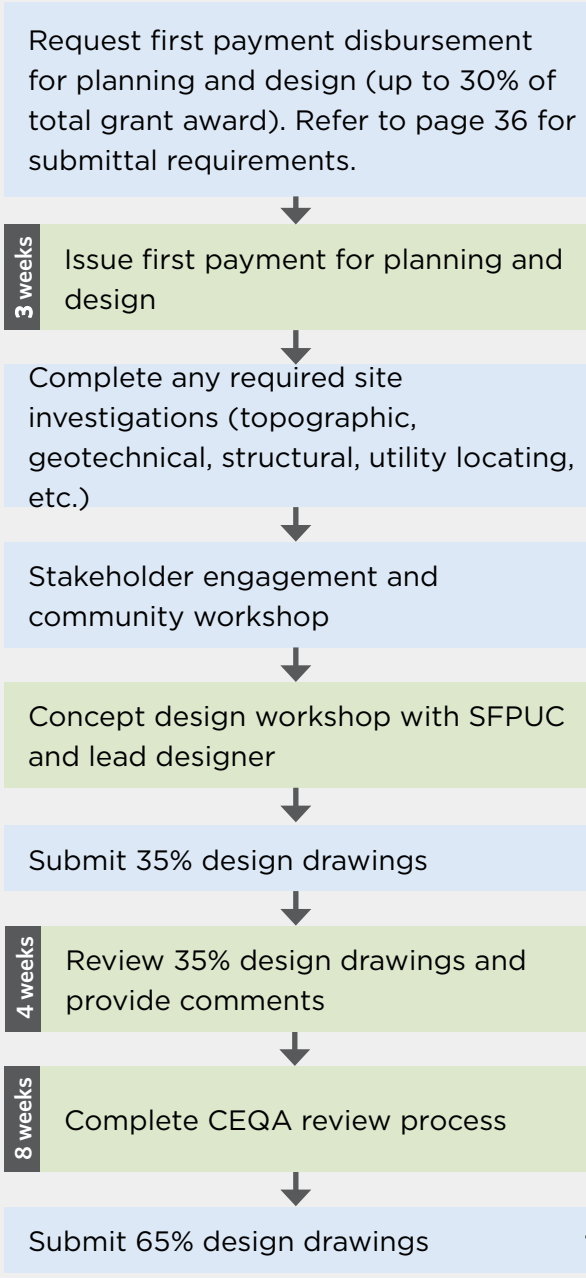 Request first payment disbursement
for planning and design (up to 30% of
total grant award). Refer to page 36 for
submittal requirements.
3 weeks
Issue first payment for planning and
design
Complete any required site
investigations (topographic,
geotechnical, structural, utility locating,
etc.)
Stakeholder engagement and
community workshop
Concept design workshop with SFPUC
and lead designer
Submit 35% design drawings
4 weeks
Review 35% design drawings and
provide comments
8 weeks
Complete CEQA review process
Submit 65% design drawings